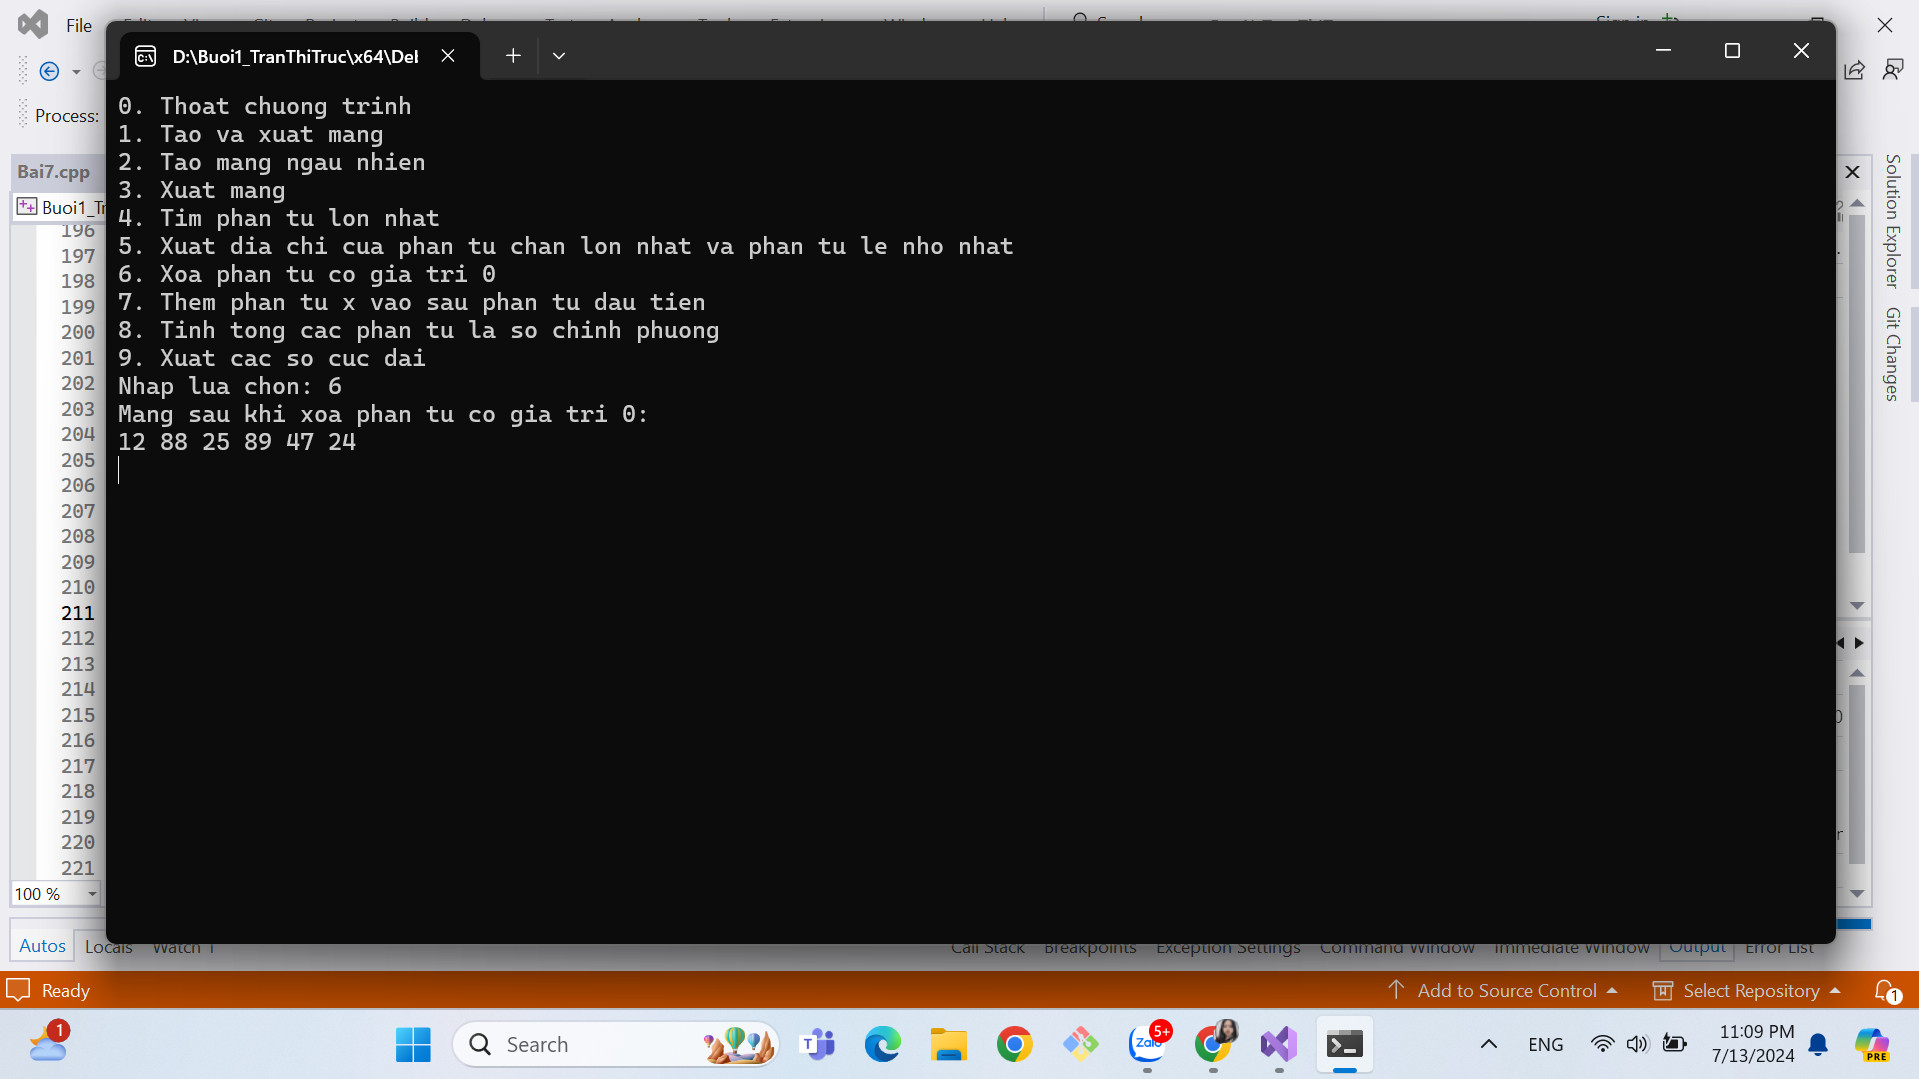 File
D:\Buoi1_TranThiTruc\x64\Del
Process:
Bai7.cpp
Buoi1_Tr
0. Thoat chuong trinh
1. Tao va xuat mang
2. Tao mang ngau nhien
3. Xuat mang
4. Tim phan tu lon nhat
5. Xuat dia chi cua phan tu chan lon nhat va phan tu le nho nhat
6. Xoa phan tu co gia tri 0
7. Them phan tu x vao sau phan tu dau tien
8. Tinh tong cac phan tu la so chinh phuong
9. Xuat cac so cuc dai
Nhap lua chon: 6
Mang sau khi xoa phan tu co gia tri 0:
12 88 25 89 47 24
196
197
198
199
200
201
202
203
204
205
206
207
208
209
210
211
212
213
214
215
216
217
218
219
220
221
100 %
Solution Explorer
Git Changes
Autos Locals Watch 1 Call Stack Breakpoints Exception Settings Command Window Immediate Window Output Error List
Ready Add to Source Control Select Repository 1
1 Search T Zalo 5+ ENG 11:09 PM
7/13/2024 PRE